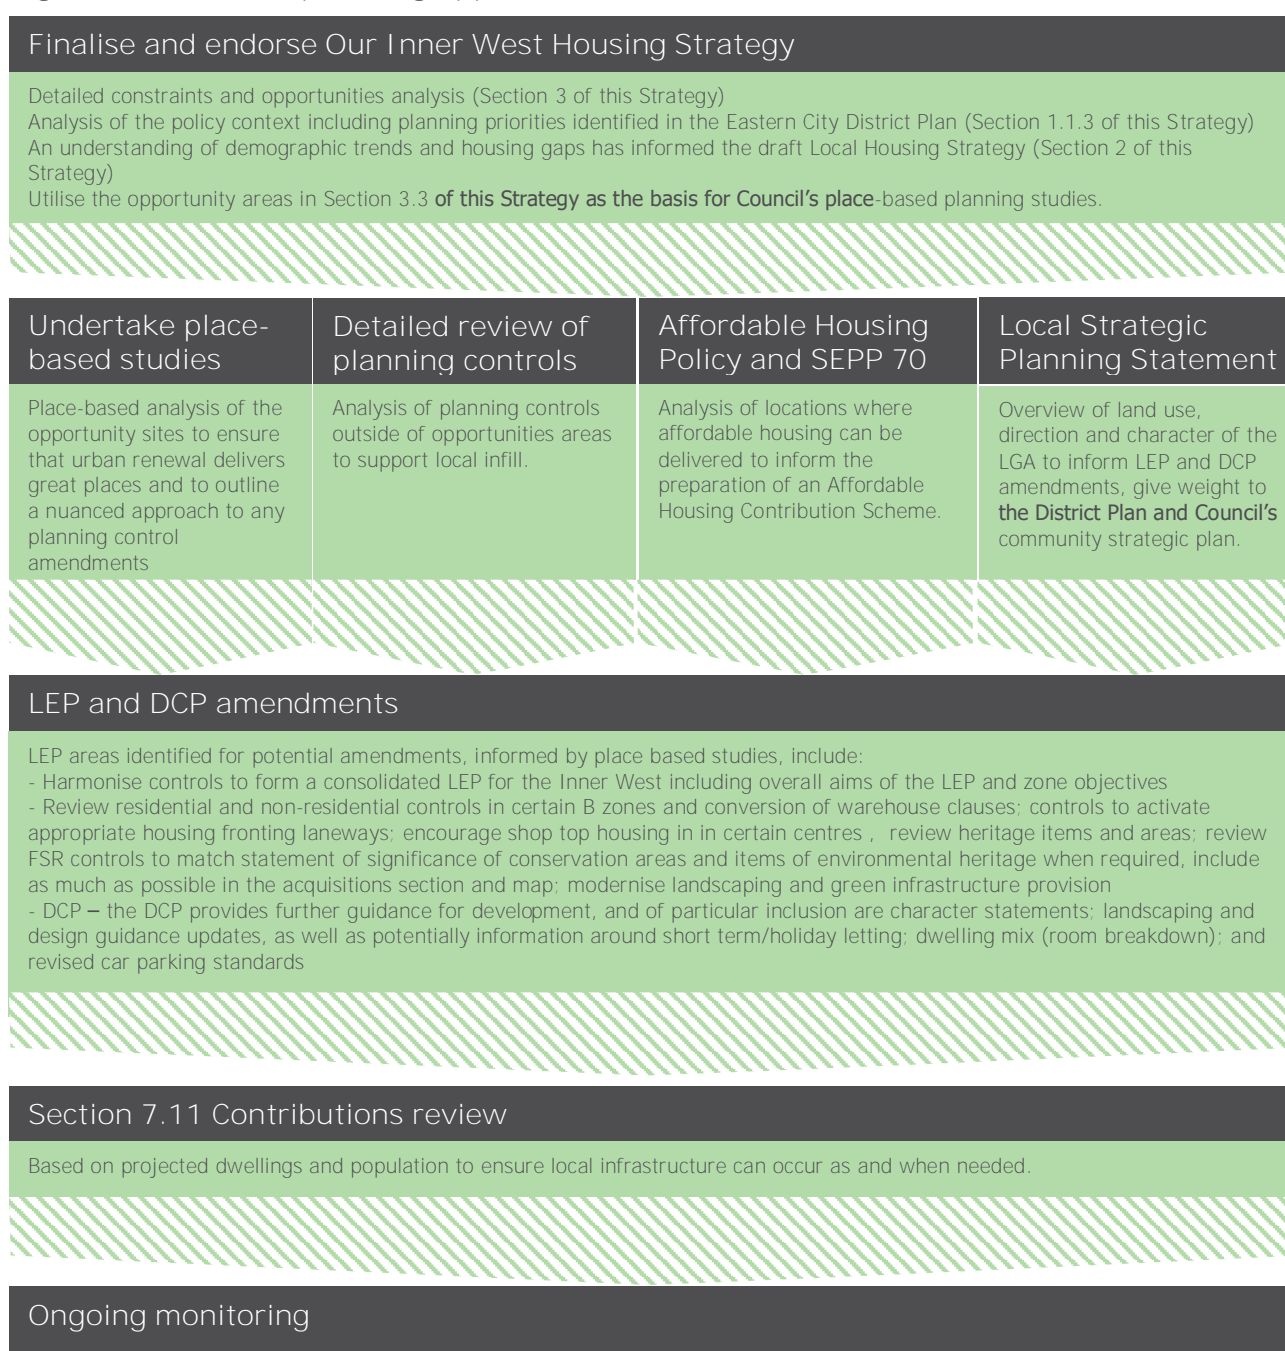 Finalise and endorse Our Inner West Housing Strategy
Detailed constraints and opportunities analysis (Section 3 of this Strategy)
Analysis of the policy context including planning priorities identified in the Eastern City District Plan (Section 1.1.3 of this Strategy)
An understanding of demographic trends and housing gaps has informed the draft Local Housing Strategy (Section 2 of this
Strategy)
Utilise the opportunity areas in Section 3.3 of this Strategy as the basis for Council’s place-based planning studies.
Undertake place-
based studies
Place-based analysis of the
opportunity sites to ensure
that urban renewal delivers
great places and to outline
a nuanced approach to any
planning control
amendments
Detailed review of
planning controls
Analysis of planning controls
outside of opportunities areas
to support local infill.
Affordable Housing
Policy and SEPP 70
Analysis of locations where
affordable housing can be
delivered to inform the
preparation of an Affordable
Housing Contribution Scheme.
Local Strategic
Planning Statement
Overview of land use,
direction and character of the
LGA to inform LEP and DCP
amendments, give weight to
the District Plan and Council’s
community strategic plan.
LEP and DCP amendments
LEP areas identified for potential amendments, informed by place based studies, include:
- Harmonise controls to form a consolidated LEP for the Inner West including overall aims of the LEP and zone objectives
- Review residential and non-residential controls in certain B zones and conversion of warehouse clauses; controls to activate
appropriate housing fronting laneways; encourage shop top housing in in certain centres , review heritage items and areas; review
FSR controls to match statement of significance of conservation areas and items of environmental heritage when required, include
as much as possible in the acquisitions section and map; modernise landscaping and green infrastructure provision
- DCP – the DCP provides further guidance for development, and of particular inclusion are character statements; landscaping and
design guidance updates, as well as potentially information around short term/holiday letting; dwelling mix (room breakdown); and
revised car parking standards
Section 7.11 Contributions review
Based on projected dwellings and population to ensure local infrastructure can occur as and when needed.
Ongoing monitoring